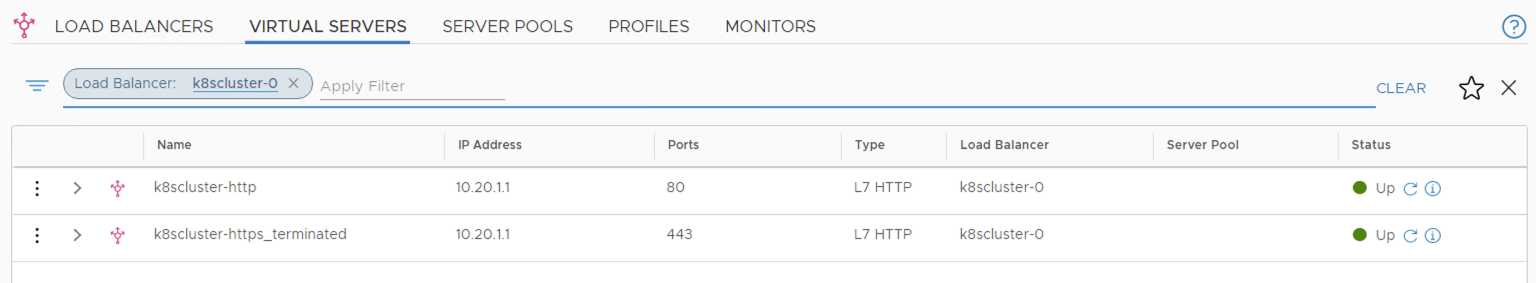 LOAD BALANCERS VIRTUAL SERVERS SERVER POOLS PROFILES MONITORS ?
Load Balancer: k8scluster-0 × Apply Filter CLEAR
Name IP Address Ports Type Load Balancer Server Pool Status
k8scluster-http 10.20.1.1 80 L7 HTTP k8scluster-0 Up
k8scluster-https_terminated 10.20.1.1 443 L7 HTTP k8scluster-0 Up